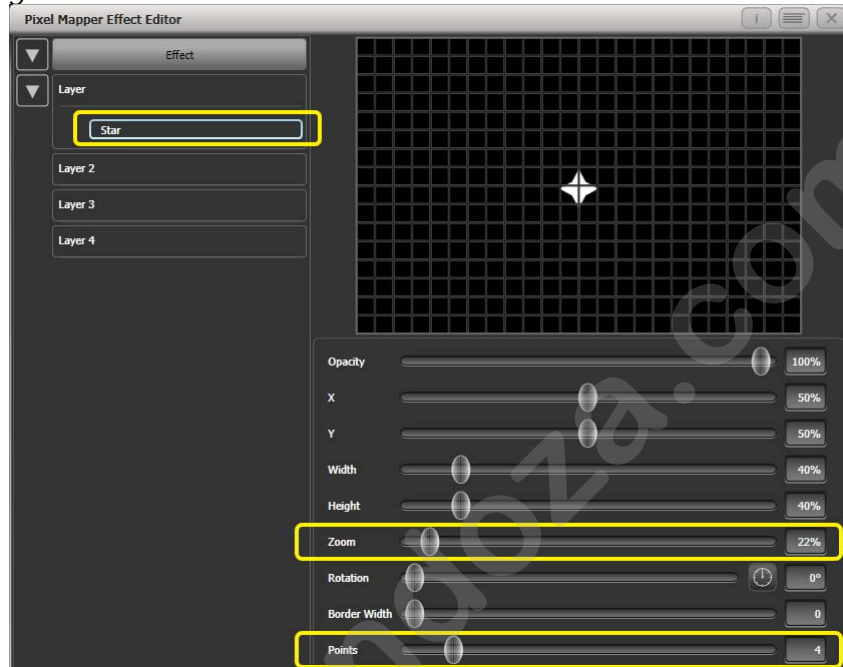 Pixel Mapper Effect Editor
Effect
Layer
Star
Layer 2
Layer 3
Layer 4
Opacity 100%
X 50%
Y 50%
Width 40%
Height 40%
Zoom 22%
Rotation 0°
Border Width 0
Points 4